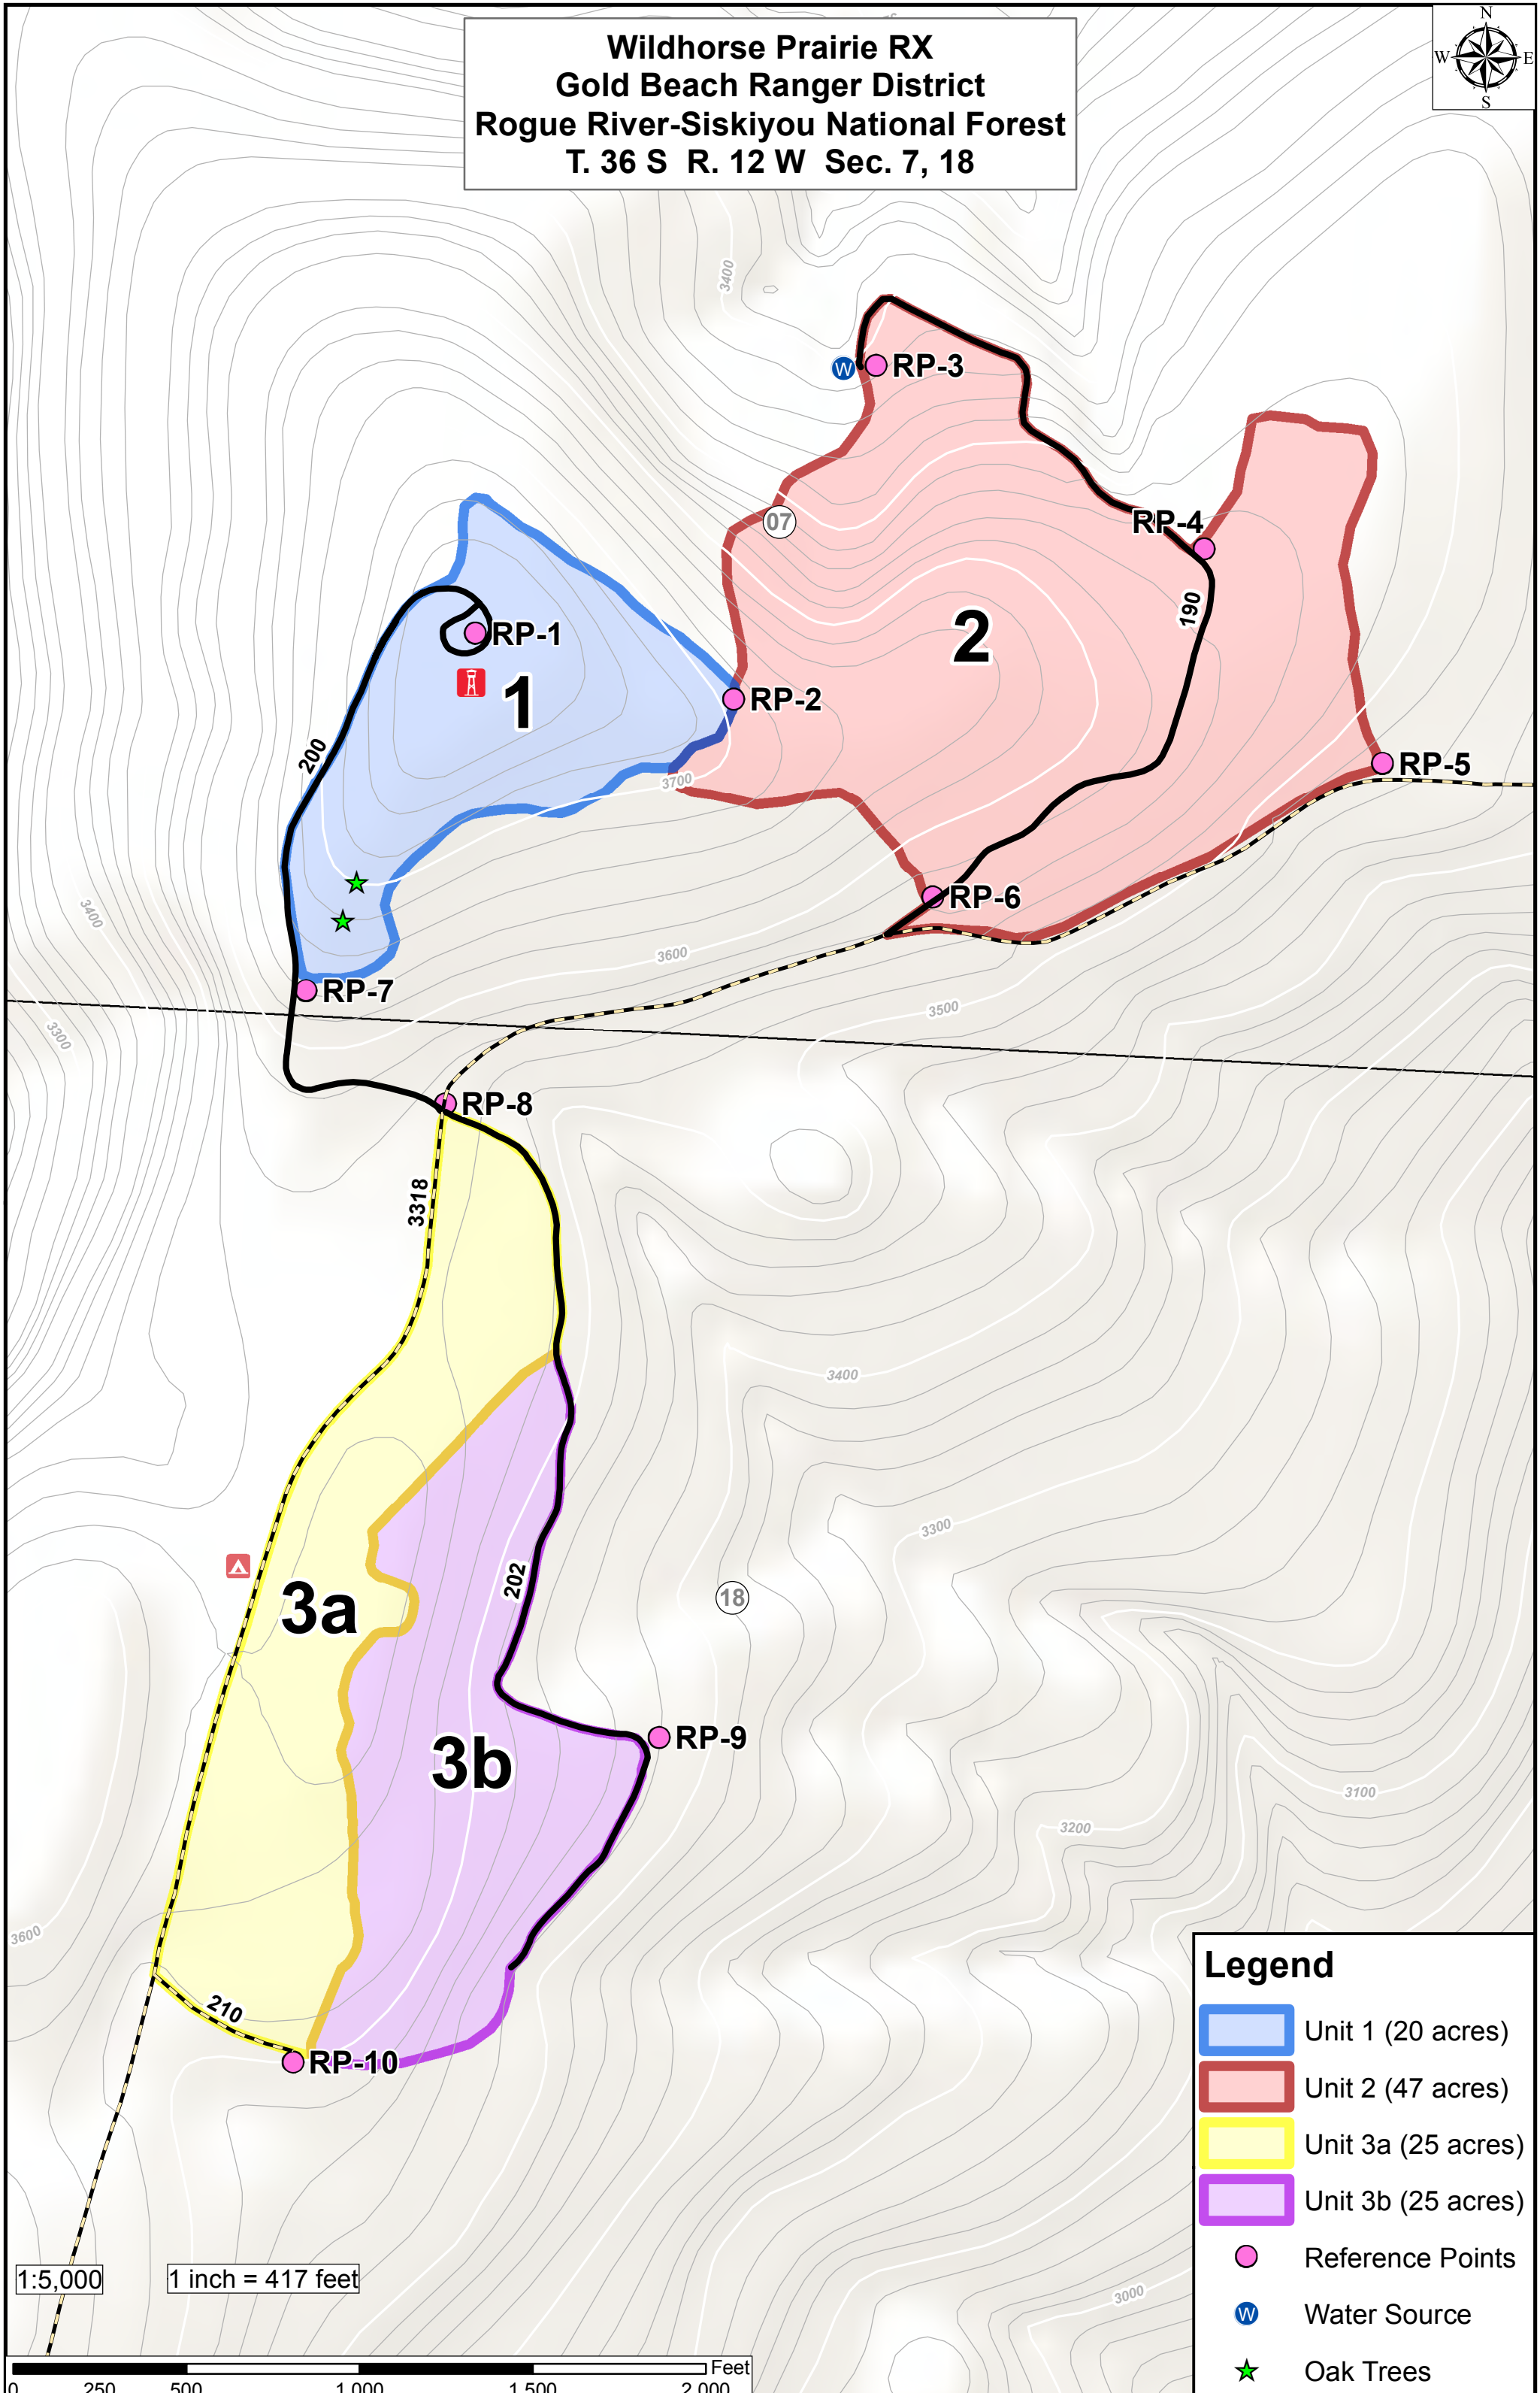 Wildhorse Prairie RX
Gold Beach Ranger District
Rogue River-Siskiyou National Forest
T. 36 S R. 12 W Sec. 7, 18
N
W E
S
3400
W RP-3
07
RP-4
190
2
RP-1
1
RP-2
200
3700
RP-5
RP-6
3400
3600
RP-7
3500
3300
RP-8
3318
3400
3300
202
18
3a
RP-9
3b
3100
3200
3600
210
RP-10
Legend
Unit 1 (20 acres)
Unit 2 (47 acres)
Unit 3a (25 acres)
Unit 3b (25 acres)
Reference Points
W Water Source
Oak Trees
1:5,000
1 inch = 417 feet
3000
Feet
0 250 500 1,000 1,500 2,000